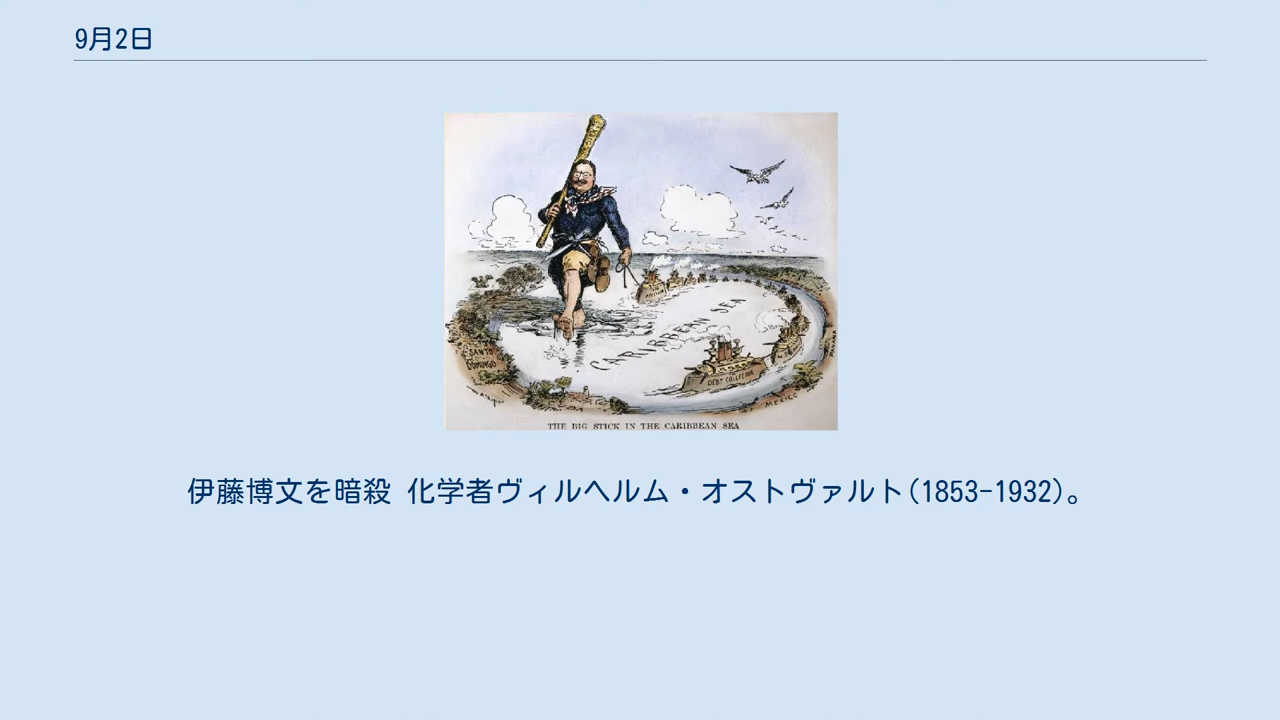 9月2日
CARIBBEAN SEA
SANTO
DOMINGO
DEBT COLLECTOR
MEXICO
THE BIG STICK IN THE CARIBBEAN SEA
伊藤博文を暗殺 化学者ヴィルヘルム・オストヴァルト(1853-1932)。